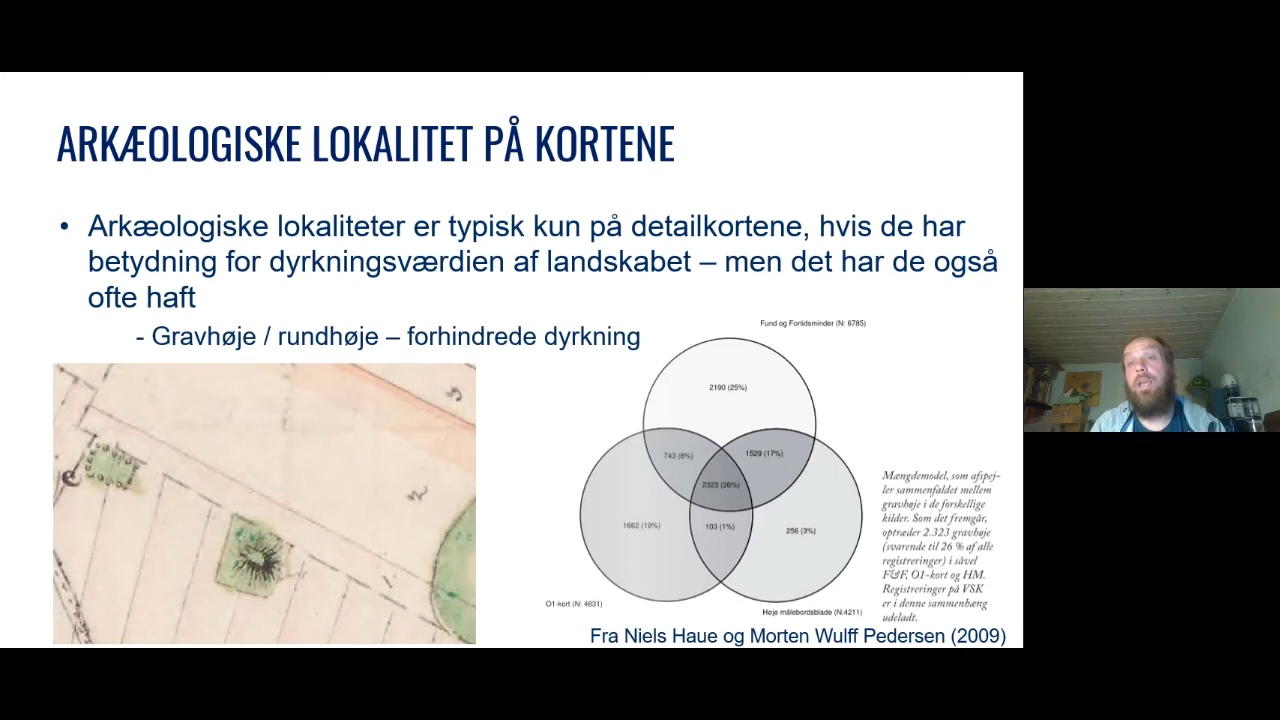 ARKÆOLOGISKE LOKALITET PÅ KORTENE
• Arkæologiske lokaliteter er typisk kun på detailkortene, hvis de har
betydning for dyrkningsværdien af landskabet – men det har de også
ofte haft
- Gravhøje / rundhøje – forhindrede dyrkning
Fund og Fortidsminder (N: 6785)
2190 (25%)
743 (8%)
1529 (17%)
2323 (26%)
1662 (19%)
103 (1%)
256 (3%)
O1-kort (N: 4831)
Høje målebordsblade (N:4211)
Mængdemodel, som afspej-
ler sammenfaldet mellem
gravhøje i de forskellige
kilder. Som det fremgår,
optræder 2.323 gravhøje
(svarende til 26 % af alle
registreringer) i såvel
F&F, O1-kort og HM.
Registreringer på VSK
er i denne sammenhæng
udeladt.
Fra Niels Haue og Morten Wulff Pedersen (2009)